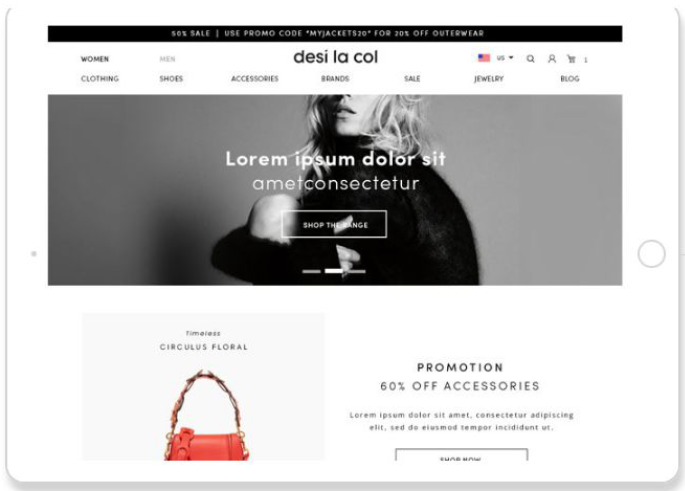 50% SALE | USE PROMO CODE "MYJACKETS20" FOR 20% OFF OUTERWEAR
WOMEN MEN desi la col US 1
CLOTHING SHOES ACCESSORIES BRANDS SALE JEWELRY BLOG
Lorem ipsum dolor sit
ametconsectetur
SHOP THE RANGE
Timeless
CIRCULUS FLORAL
PROMOTION
60% OFF ACCESSORIES
Lorem ipsum dolor sit amet, consectetur adipiscing
elit, sed do eiusmod tempor incididunt ut.
SHOP NOW